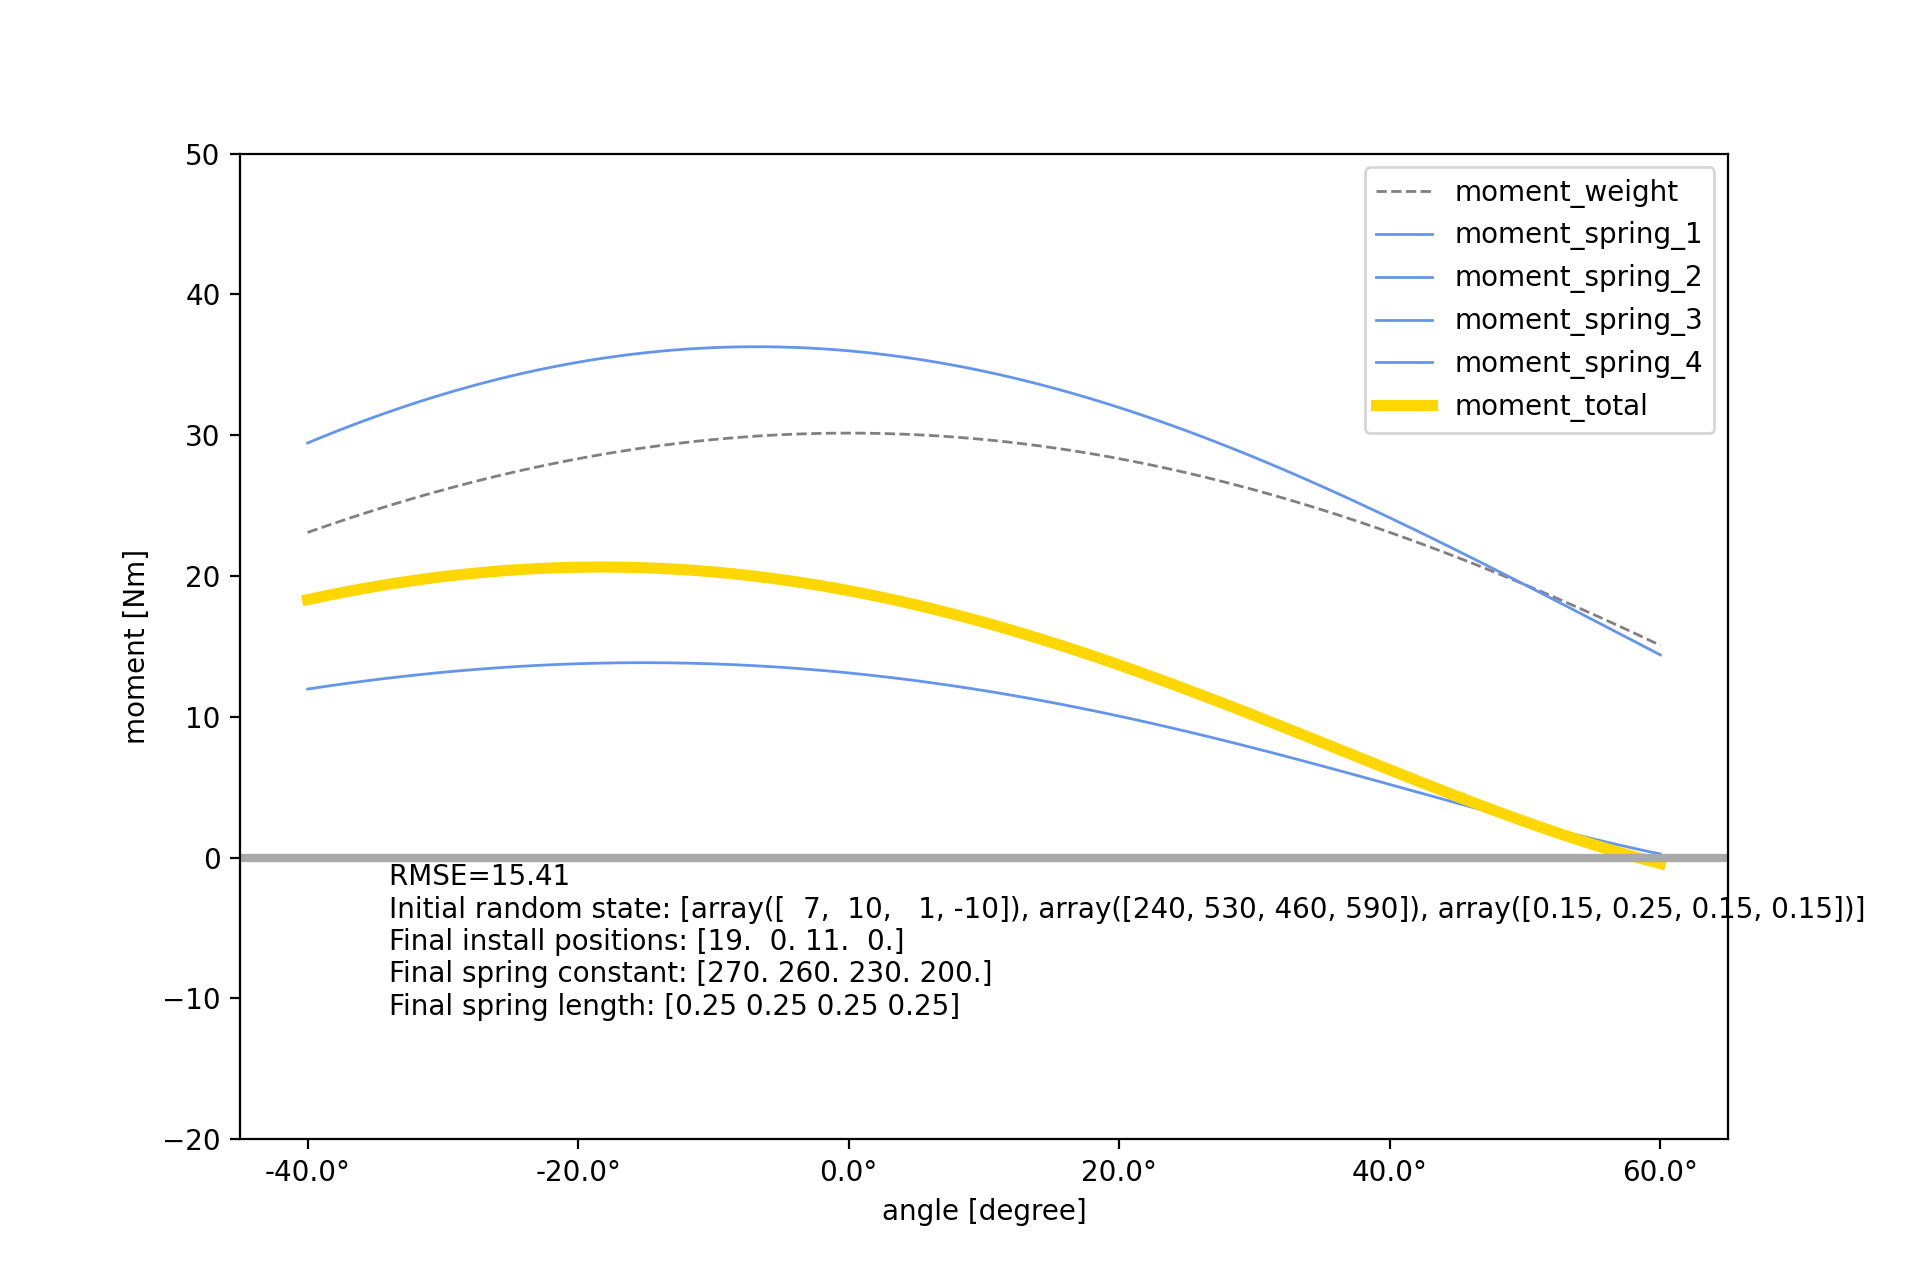 50
40
30
20
10
0
−10
−20
moment [Nm]
moment_weight
moment_spring_1
moment_spring_2
moment_spring_3
moment_spring_4
moment_total
RMSE=15.41
Initial random state: [array([  7,  10,   1, -10]), array([240, 530, 460, 590]), array([0.15, 0.25, 0.15, 0.15])]
Final install positions: [19.  0. 11.  0.]
Final spring constant: [270. 260. 230. 200.]
Final spring length: [0.25 0.25 0.25 0.25]
-40.0° -20.0° 0.0° 20.0° 40.0° 60.0°
angle [degree]